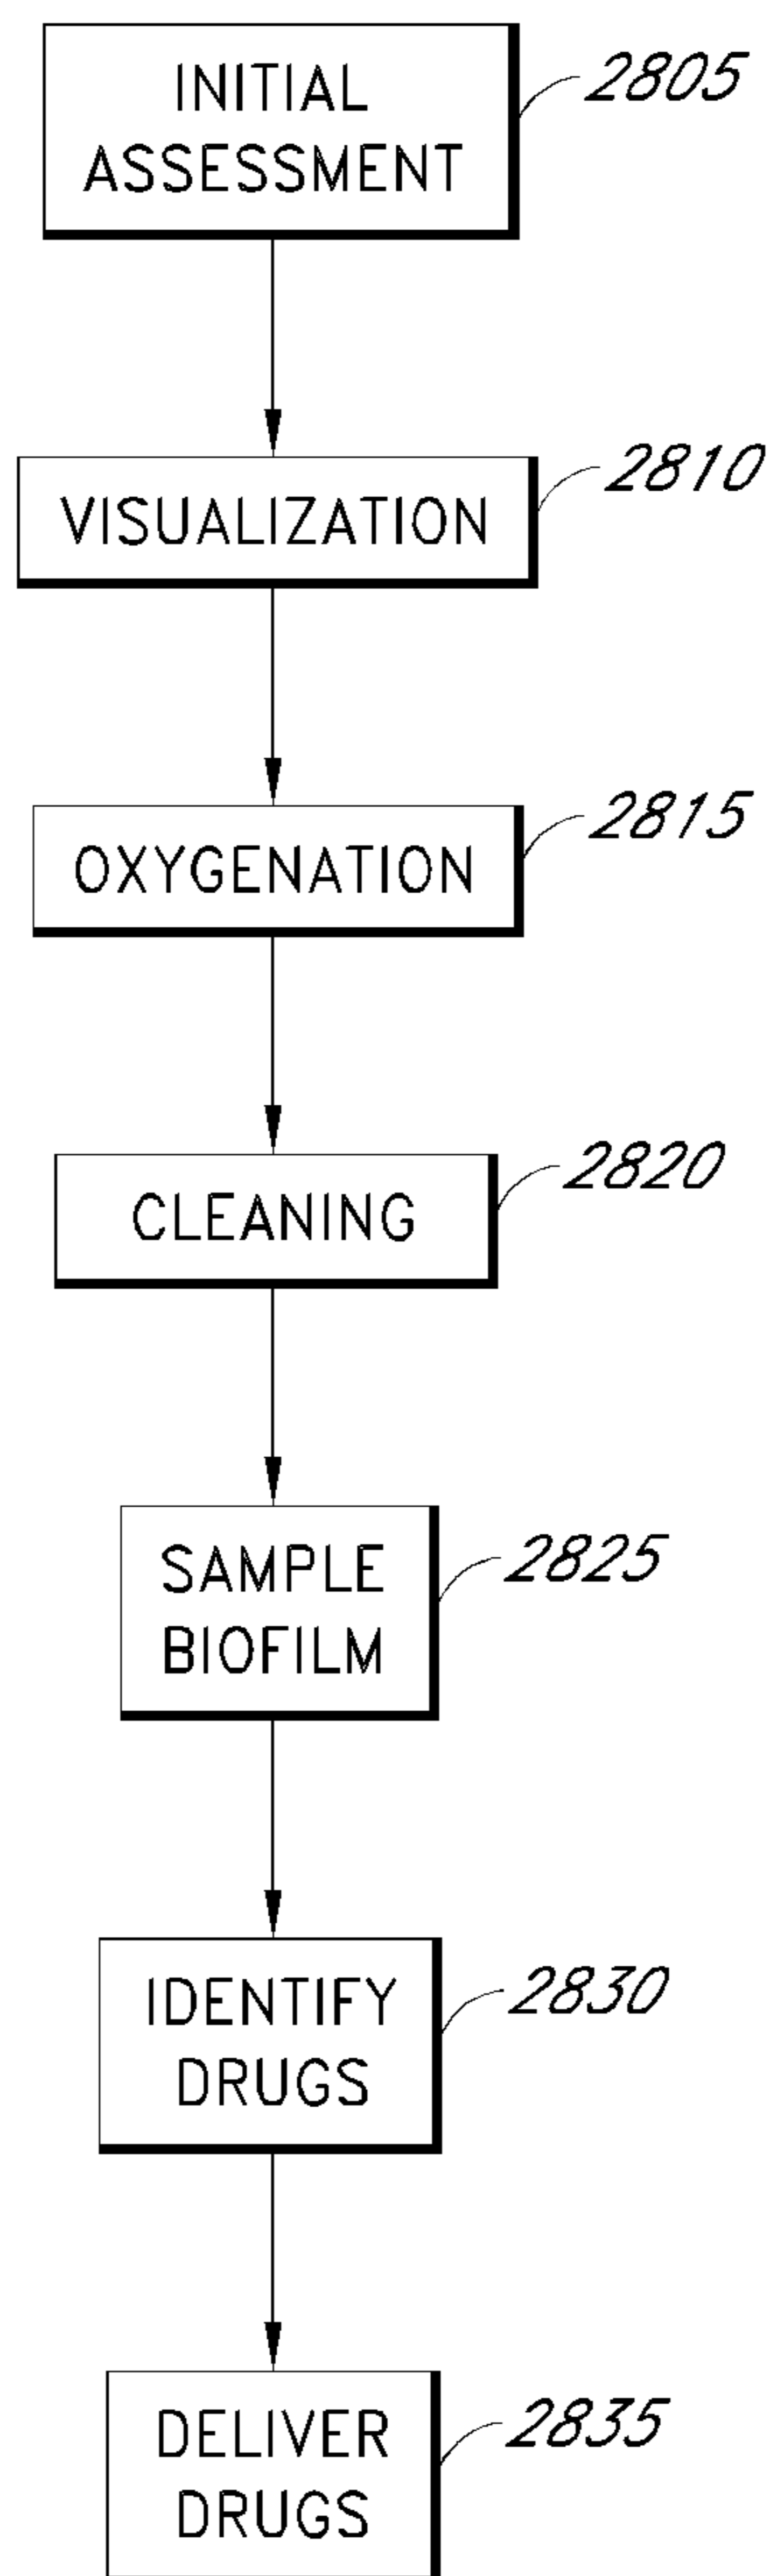 INITIAL
ASSESSMENT
2805
VISUALIZATION
2810
OXYGENATION
2815
CLEANING
2820
SAMPLE
BIOFILM
2825
IDENTIFY
DRUGS
2830
DELIVER
DRUGS
2835